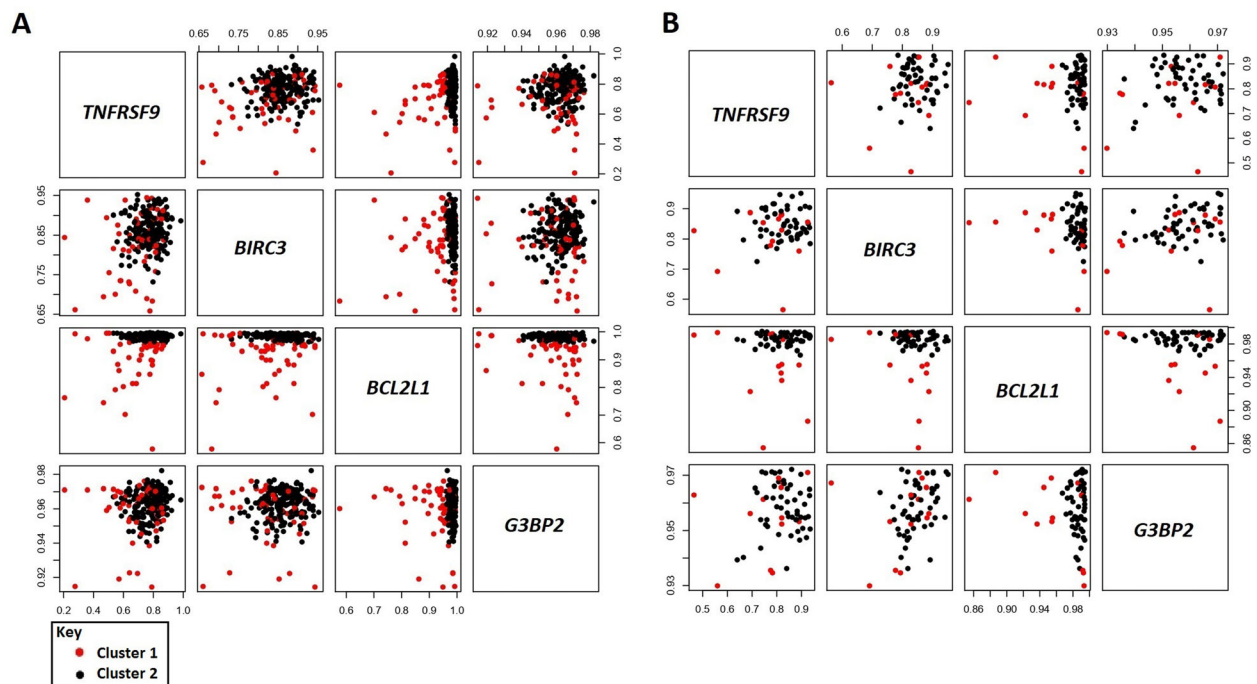 A
B
0.65 0.75 0.85 0.95
0.92 0.94 0.96 0.98
0.6 0.7 0.8 0.9
0.93 0.95 0.97
TNFRSF9
0.2 0.4 0.6 0.8 1.0
TNFRSF9
0.5 0.6 0.7 0.8 0.9
0.65 0.75 0.85 0.95
BIRC3
0.6 0.7 0.8 0.9
BIRC3
BCL2L1
0.6 0.7 0.8 0.9 1.0
BCL2L1
0.86 0.90 0.94 0.98
0.92 0.94 0.96 0.98
G3BP2
0.93 0.95 0.97
G3BP2
0.2 0.4 0.6 0.8 1.0
0.6 0.7 0.8 0.9 1.0
0.5 0.6 0.7 0.8 0.9
0.86 0.90 0.94 0.98
Key
Cluster 1
Cluster 2